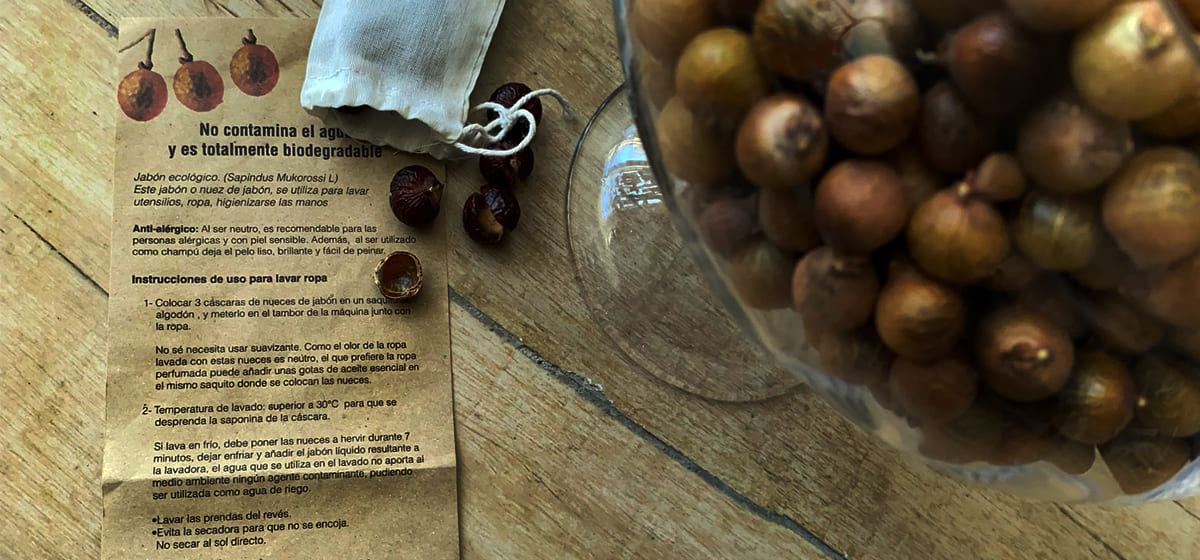 No contamina el agua
y es totalmente biodegradable
Jabón ecológico. (Sapindus Mukorossi L)
Este jabón o nuez de jabón, se utiliza para lavar
utensilios, ropa, higienizarse las manos
Anti-alérgico: Al ser neutro, es recomendable para las
personas alérgicas y con piel sensible. Además, al ser utilizado
como champú deja el pelo liso, brillante y fácil de peinar.
Instrucciones de uso para lavar ropa
1- Colocar 3 cáscaras de nueces de jabón en un
algodón , y meterlo en el tambor de la máquina junto con
la ropa.
No sé necesita usar suavizante. Como el olor de la ropa
lavada con estas nueces es neutro, el que prefiere la ropa
perfumada puede añadir unas gotas de aceite esencial en
el mismo saquito donde se colocan las nueces.
2- Temperatura de lavado: superior a 30ºC para que se
desprenda la saponina de la cáscara.
Si lava en frío, debe poner las nueces a hervir durante 7
minutos, dejar enfriar y añadir el jabón líquido resultante a
la lavadora, el agua que se utiliza en el lavado no aporta al
medio ambiente ningún agente contaminante, pudiendo
ser utilizada como agua de riego.
•Lavar las prendas del revés.
•Evita la secadora para que no se encoja.
No secar al sol directo.